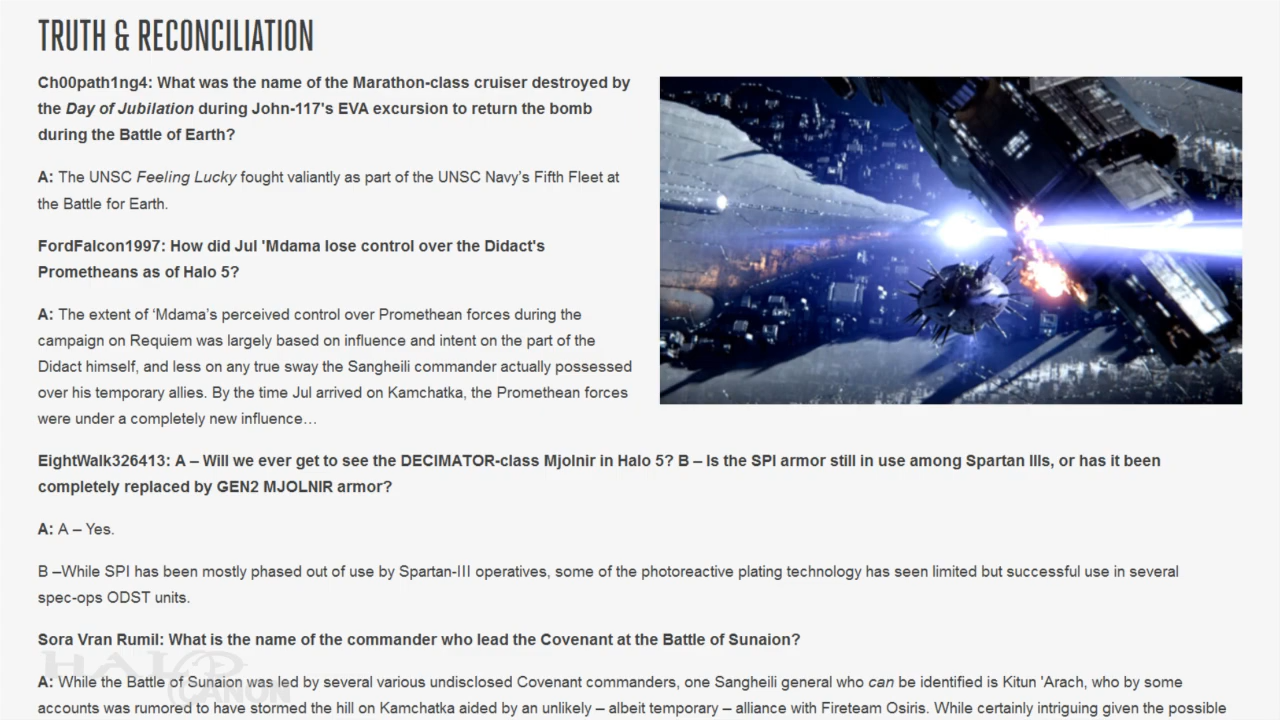 TRUTH & RECONCILIATION
Ch00path1ng4: What was the name of the Marathon-class cruiser destroyed by
the Day of Jubilation during John-117's EVA excursion to return the bomb
during the Battle of Earth?
A: The UNSC Feeling Lucky fought valiantly as part of the UNSC Navy’s Fifth Fleet at
the Battle for Earth.
FordFalcon1997: How did Jul 'Mdama lose control over the Didact's
Prometheans as of Halo 5?
A: The extent of ‘Mdama’s perceived control over Promethean forces during the
campaign on Requiem was largely based on influence and intent on the part of the
Didact himself, and less on any true sway the Sangheili commander actually possessed
over his temporary allies. By the time Jul arrived on Kamchatka, the Promethean forces
were under a completely new influence…
EightWalk326413: A – Will we ever get to see the DECIMATOR-class Mjolnir in Halo 5? B – Is the SPI armor still in use among Spartan IIIs, or has it been
completely replaced by GEN2 MJOLNIR armor?
A: A – Yes.
B –While SPI has been mostly phased out of use by Spartan-III operatives, some of the photoreactive plating technology has seen limited but successful use in several
spec-ops ODST units.
Sora Vran Rumil: What is the name of the commander who lead the Covenant at the Battle of Sunaion?
HALO
CANON
A: While the Battle of Sunaion was led by several various undisclosed Covenant commanders, one Sangheili general who can be identified is Kitun 'Arach, who by some
accounts was rumored to have stormed the hill on Kamchatka aided by an unlikely – albeit temporary – alliance with Fireteam Osiris. While certainly intriguing given the possible